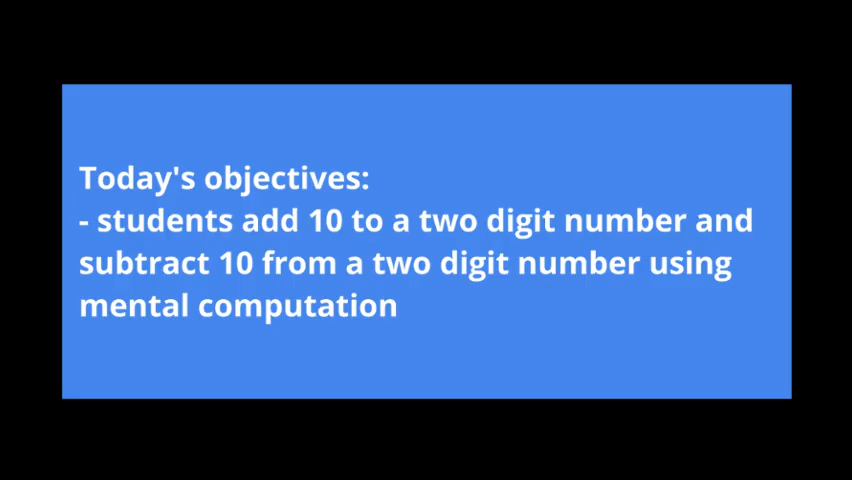 Today's objectives:
- students add 10 to a two digit number and
subtract 10 from a two digit number using
mental computation